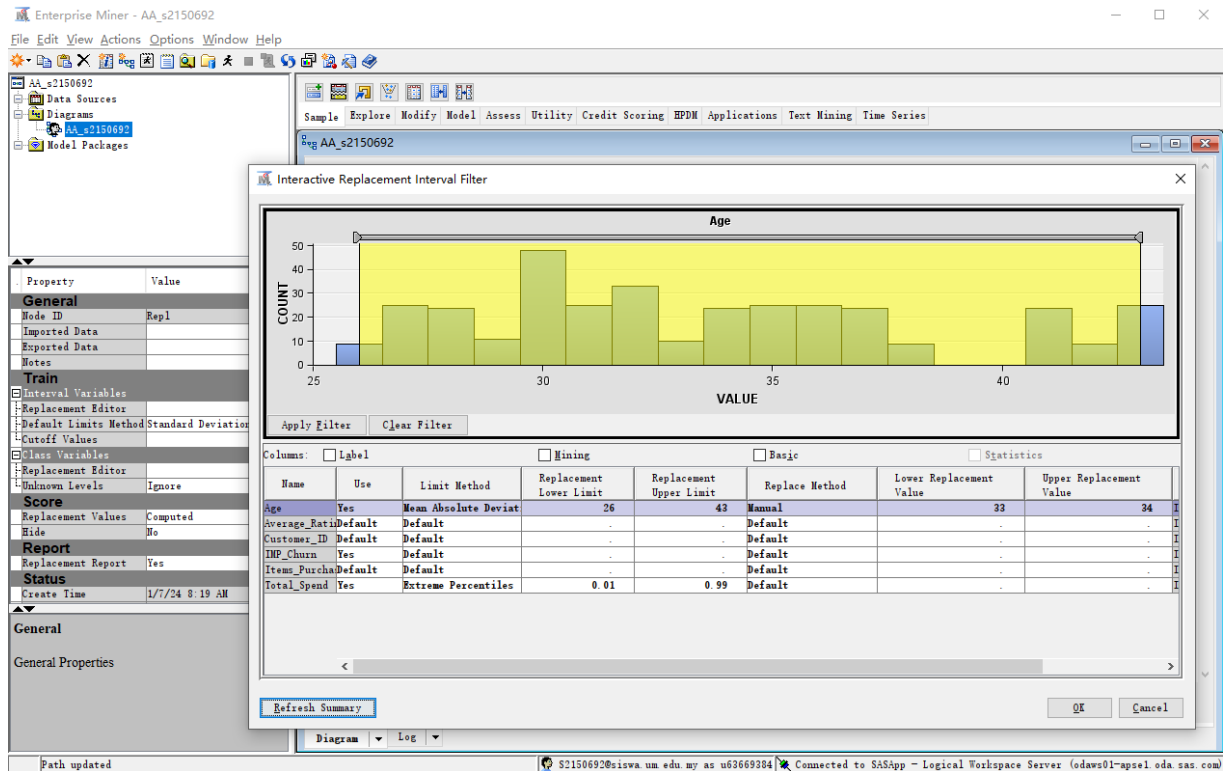 Enterprise Miner - AA_s2150692
File Edit View Actions Options Window Help
AA_s2150692
Data Sources
Diagrams
AA_s2150692
Model Packages
Sample Explore Modify Model Assess Utility Credit Scoring HPDM Applications Text Mining Time Series
AA_s2150692
Property Value
General
Node ID Repl
Imported Data
Exported Data
Notes
Train
Interval Variables
Replacement Editor
Default Limits Method Standard Deviation
Cutoff Values
Class Variables
Replacement Editor
Unknown Levels Ignore
Score
Replacement Values Computed
Hide No
Report
Replacement Report Yes
Status
Create Time 1/7/24 8:19 AM
General
General Properties
Interactive Replacement Interval Filter
Age
COUNT
50
40
30
20
10
0
25 30 35 40
VALUE
Apply Filter Clear Filter
Columns: Label Mining Basic Statistics
Name Use Limit Method Replacement Lower Limit Replacement Upper Limit Replace Method Lower Replacement Value Upper Replacement Value
Age Yes Mean Absolute Deviat: 26 43 Manual 33 34 I
Average_Rati Default Default . . Default . . I
Customer_ID Default Default . . Default . . I
IMP_Churn Yes Default . . Default . . I
Items_Purcha Default Default . . Default . . I
Total_Spend Yes Extreme Percentiles 0.01 0.99 Default . . I
Refresh Summary OK Cancel
Diagram Log
Path updated S2150692@siswa.um.edu.my as u63669384 Connected to SASApp - Logical Workspace Server (odaws01-apse1.oda.sas.com)